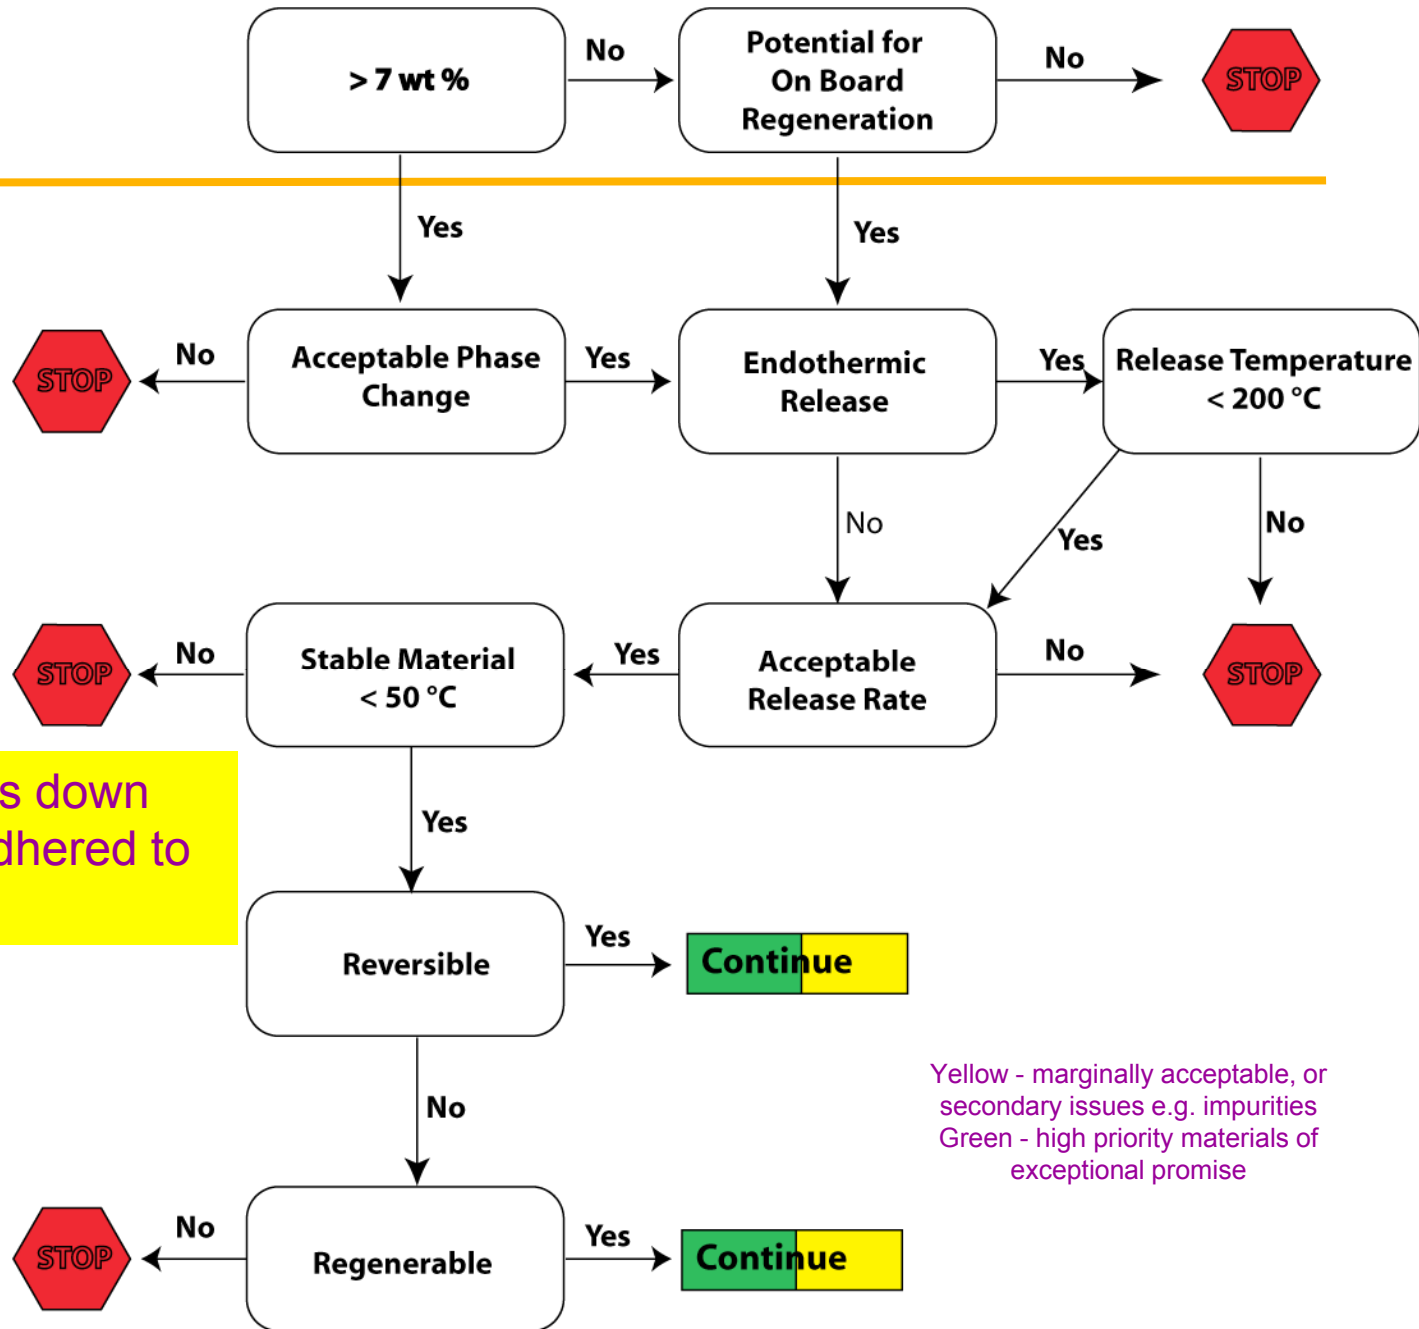 > 7 wt %
No
Potential for
On Board
Regeneration
No
STOP
Yes
Yes
STOP
No
Acceptable Phase
Change
Yes
Endothermic
Release
Yes
Release Temperature
< 200 °C
No
Yes
No
STOP
No
Stable Material
< 50 °C
Yes
Acceptable
Release Rate
No
STOP
s down
dhered to
Yes
Reversible
Yes
Continue
No
Yellow - marginally acceptable, or
secondary issues e.g. impurities
Green - high priority materials of
exceptional promise
STOP
No
Regenerable
Yes
Continue